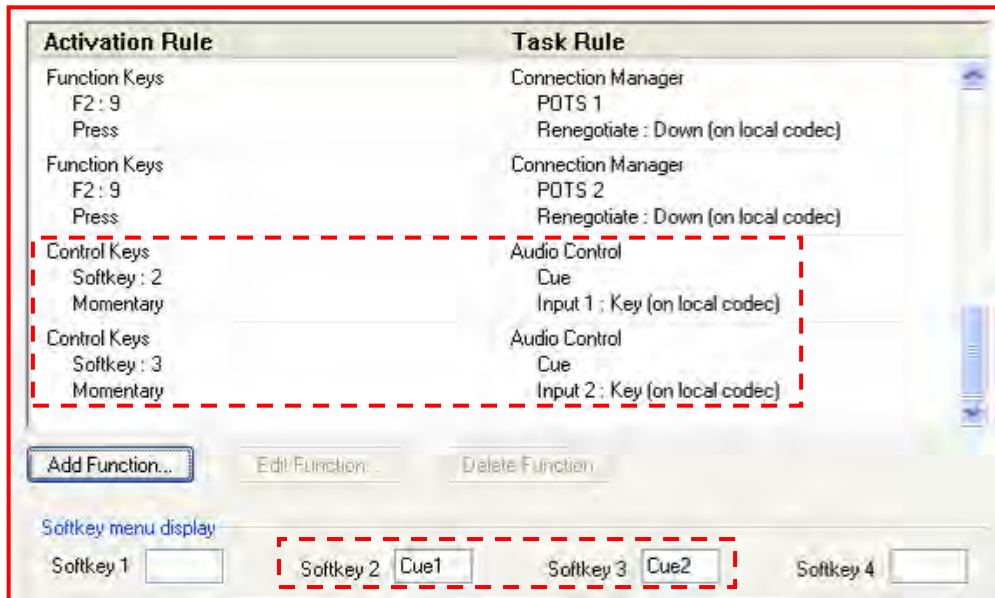 Activation Rule Task Rule
Function Keys Connection Manager
F2 : 9 POTS 1
Press Renegotiate : Down (on local codec)
Function Keys Connection Manager
F2 : 9 POTS 2
Press Renegotiate : Down (on local codec)
Control Keys Audio Control
Softkey : 2 Cue
Momentary Input 1 : Key (on local codec)
Control Keys Audio Control
Softkey : 3 Cue
Momentary Input 2 : Key (on local codec)
Add Function... Edit Function... Delete Function
Softkey menu display
Softkey 1 Softkey 2 Cue1 Softkey 3 Cue2 Softkey 4